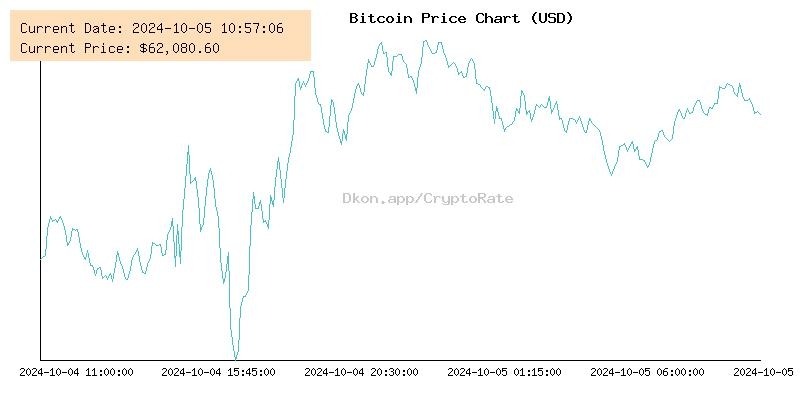 Bitcoin Price Chart (USD)
Current Date: 2024-10-05 10:57:06
Current Price: $62,080.60
Dkon.app/CryptoRate
2024-10-04 11:00:00 2024-10-04 15:45:00 2024-10-04 20:30:00 2024-10-05 01:15:00 2024-10-05 06:00:00 2024-10-05